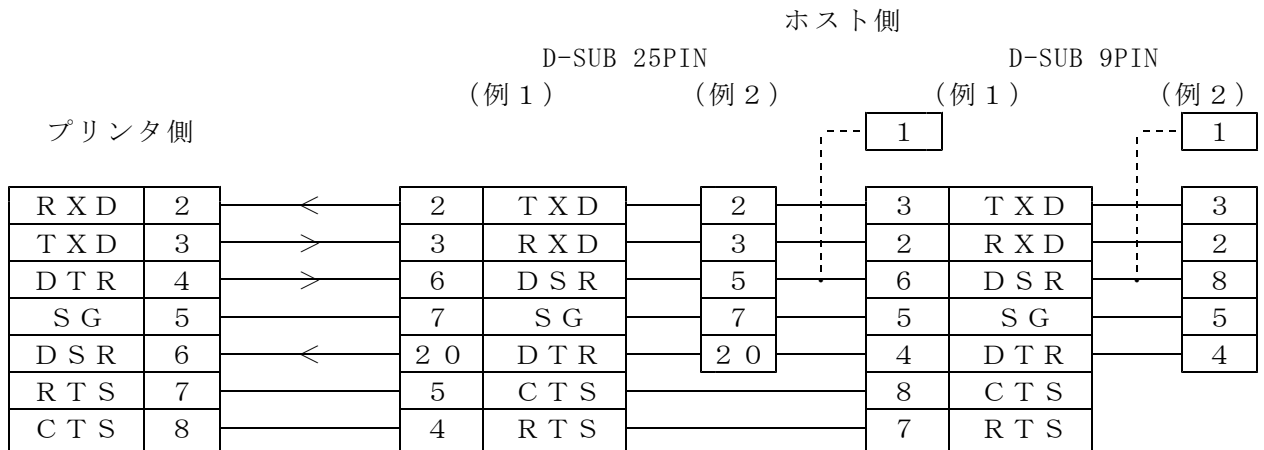 ホスト側
D-SUB 25PIN D-SUB 9PIN
(例1) (例2) (例1) (例2)
プリンタ側 1 1
RXD 2 2 TXD 2 3 TXD 3
TXD 3 3 RXD 3 2 RXD 2
DTR 4 6 DSR 5 6 DSR 8
SG 5 7 SG 7 5 SG 5
DSR 6 20 DTR 20 4 DTR 4
RTS 7 5 CTS 8 CTS
CTS 8 4 RTS 7 RTS